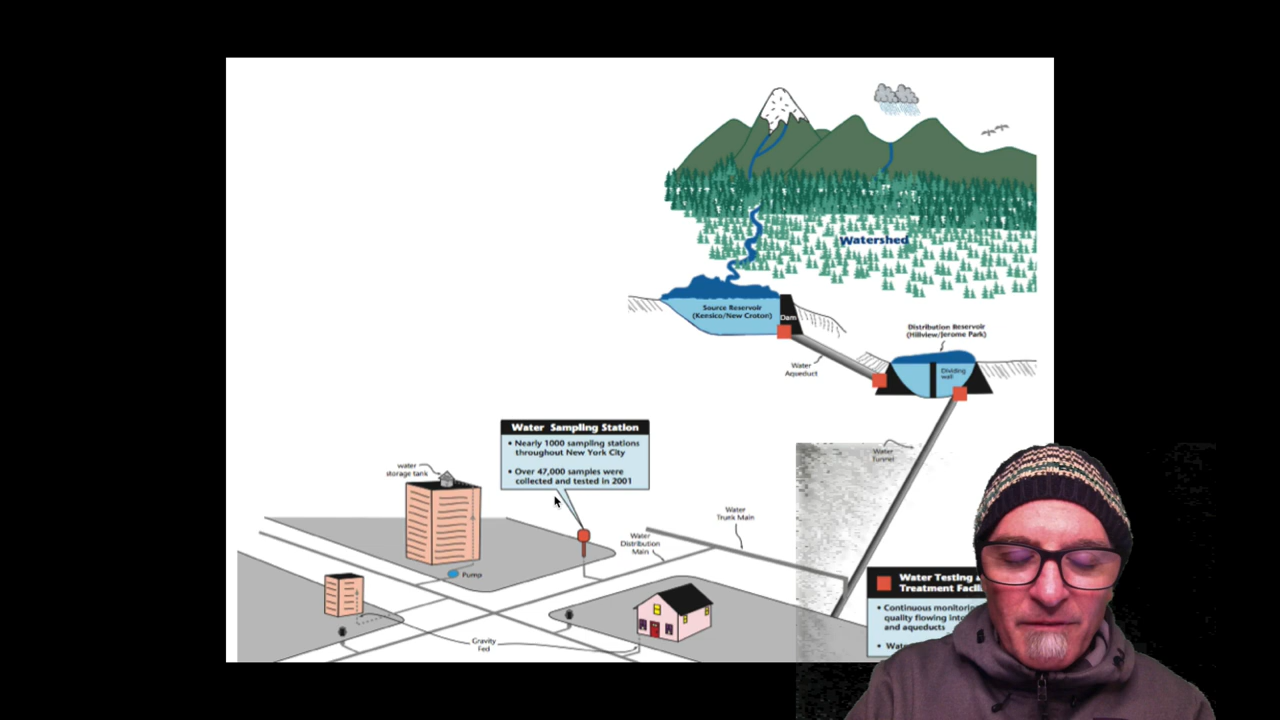 Watershed
Source Reservoir
(Kensico/New Croton)
Dam
Distribution Reservoir
(Hillview/Jerome Park)
Dividing
wall
Water
Aqueduct
Water
Tunnel
Water Sampling Station
• Nearly 1000 sampling stations
throughout New York City
• Over 47,000 samples were
collected and tested in 2001
water
storage tank
Water
Trunk Main
Water
Distribution
Main
Pump
Gravity
Fed
Water Testing
Treatment
• Continuous
quality flowing
and aqueducts
•